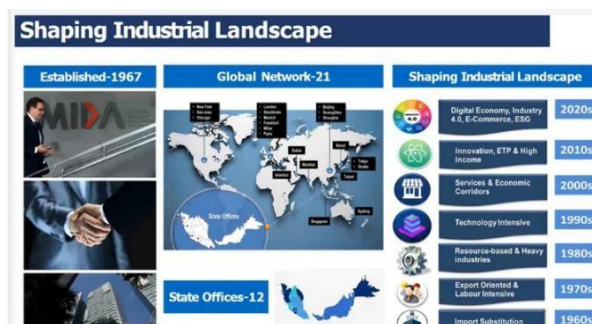 Shaping Industrial Landscape
Established-1967
MIDA
Global Network-21
New York
San Jose
Chicago
London
Stockholm
Munich
Frankfurt
Milan
Paris
Beijing
Guangzhou
Shanghai
Seoul
Dubai
Tokyo
Osaka
Mumbai
Istanbul
Taipei
Singapore
Sydney
State Offices
State Offices-12
Shaping Industrial Landscape
Digital Economy, Industry
4.0, E-Commerce, ESG
2020s
Innovation, ETP & High
Income
2010s
Services & Economic
Corridors
2000s
Technology Intensive
1990s
Resource-based & Heavy
industries
1980s
Export Oriented &
Labour Intensive
1970s
Import Substitution
1960s